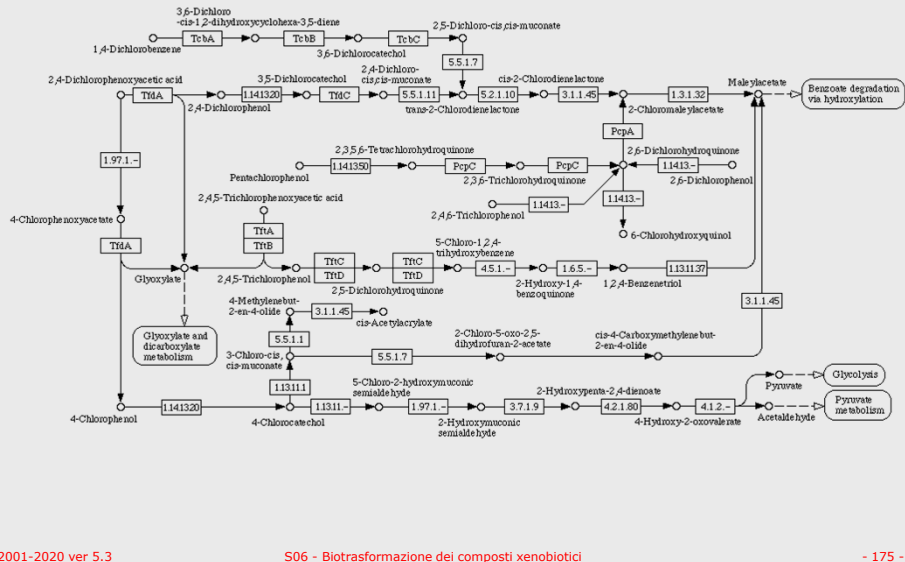 3,6-Dichloro
-cis-1,2-dihydroxycyclohexa-3,5-diene
2,5-Dichloro-cis,cis-muconate
TcbA
TcbB
TcbC
1,4-Dichlorobenzene
3,6-Dichlorocatechol
5.5.1.7
2,4-Dichlorophenoxyacetic acid
3,5-Dichlorocatechol
2,4-Dichloro-
cis,cis-muconate
cis-2-Chlorodienelactone
Maleylacetate
TfdA
1.14.13.20
TfdC
5.5.1.11
5.2.1.10
3.1.1.45
1.3.1.32
Benzoate degradation
via hydroxylation
2,4-Dichlorophenol
trans-2-Chlorodienelactone
2-Chloromaleylacetate
PcpA
1.97.1.-
2,3,5,6-Tetrachlorohydroquinone
2,6-Dichlorohydroquinone
1.14.13.50
PcpC
PcpC
1.14.13.-
Pentachlorophenol
2,3,6-Trichlorohydroquinone
2,6-Dichlorophenol
2,4,5-Trichlorophenoxyacetic acid
1.14.13.-
1.14.13.-
4-Chlorophenoxyacetate
2,4,6-Trichlorophenol
TftA
TftB
6-Chlorohydroxyquinol
TfdA
5-Chloro-1,2,4-
trihydroxybenzene
TftC
TftD
TftC
TftD
4.5.1.-
1.6.5.-
1.13.11.37
Glyoxylate
2,4,5-Trichlorophenol
2,5-Dichlorohydroquinone
2-Hydroxy-1,4-
benzoquinone
1,2,4-Benzenetriol
4-Methylenebut-
2-en-4-olide
3.1.1.45
3.1.1.45
cis-Acetylacrylate
Glyoxylate and
dicarboxylate
metabolism
5.5.1.1
2-Chloro-5-oxo-2,5-
dihydrofuran-2-acetate
cis-4-Carboxymethylenebut-
2-en-4-olide
3-Chloro-cis,
cis-muconate
5.5.1.7
1.13.11.1
5-Chloro-2-hydroxymuconic
semialdehyde
2-Hydroxypenta-2,4-dienoate
Pyruvate
Glycolysis
1.14.13.20
1.13.11.-
1.97.1.-
3.7.1.9
4.2.1.80
4.1.2.-
Pyruvate
metabolism
4-Chlorphenol
4-Chlorocatechol
2-Hydroxymuconic
semialdehyde
4-Hydroxy-2-oxovalerate
Acetaldehyde
2001-2020 ver 5.3
S06 - Biotrasformazione dei composti xenobiotici
- 175 -